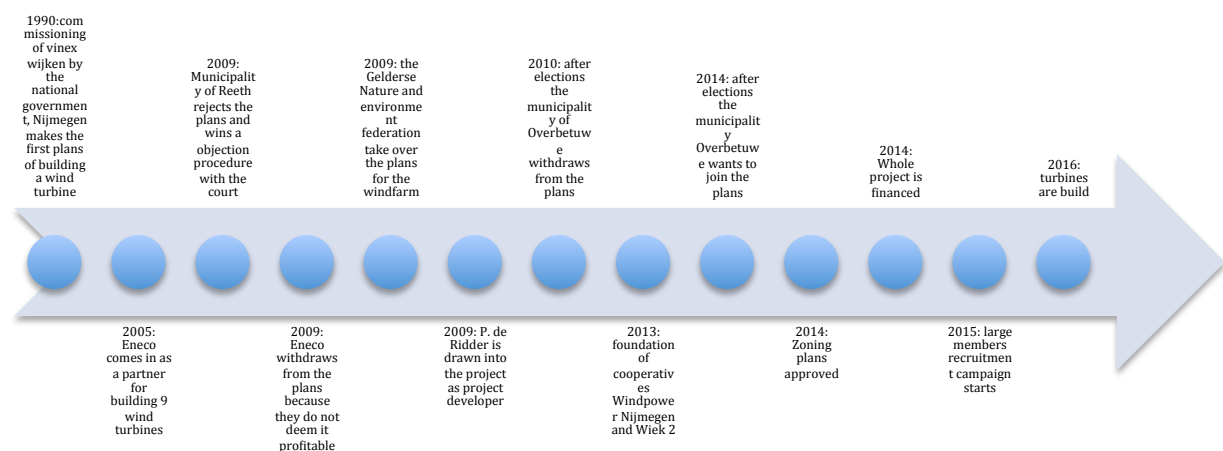 1990:com
missioning
of vinex
wijken by
the
national
governmen
t, Nijmegen
makes the
first plans
of building
a wind
turbine
2005:
Eneco
comes in as
a partner
for
building 9
wind
turbines
2009:
Municipalit
y of Reeth
rejects the
plans and
wins a
objection
procedure
with the
court
2009:
Eneco
withdraws
from the
plans
because
they do not
deem it
profitable
2009: the
Gelderse
Nature and
environme
nt
federation
take over
the plans
for the
windfarm
2009: P. de
Ridder is
drawn into
the project
as project
developer
2010: after
elections
the
municipalit
y of
Overbetuw
e
withdraws
from the
plans
2013:
foundation
of
cooperativ
es
Windpowe
r Nijmegen
and Wiek 2
2014: after
elections
the
municipalit
y
Overbetuw
e wants to
join the
plans
2014:
Zoning
plans
approved
2014:
Whole
project is
financed
2015: large
members
recruitmen
t campaign
starts
2016:
turbines
are build